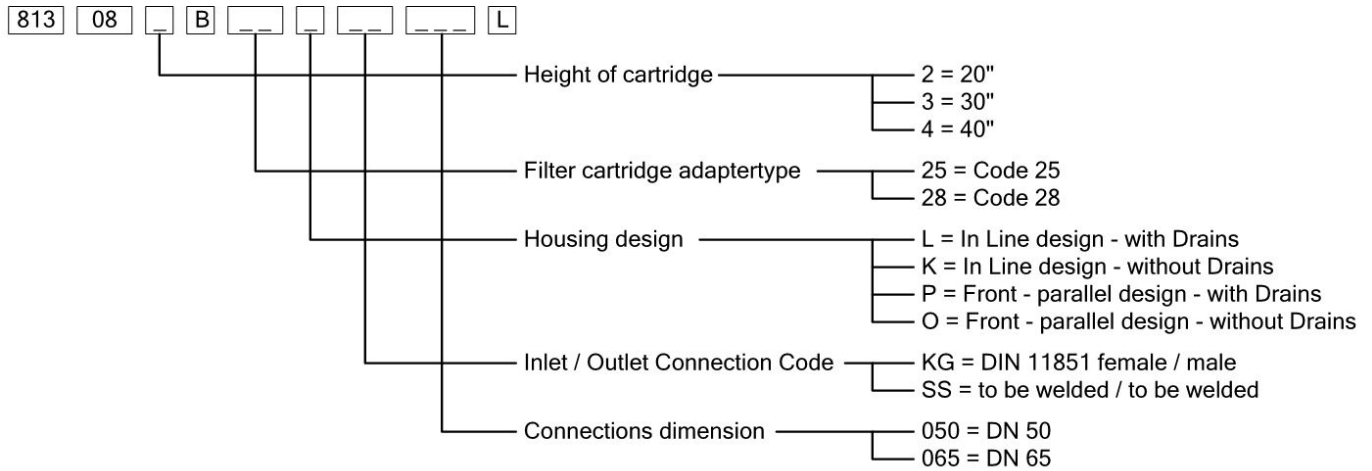 813 08 _ B _ _ _ _ _ _ _ _ L
Height of cartridge
2 = 20"
3 = 30"
4 = 40"
Filter cartridge adaptertype
25 = Code 25
28 = Code 28
Housing design
L = In Line design - with Drains
K = In Line design - without Drains
P = Front - parallel design - with Drains
O = Front - parallel design - without Drains
Inlet / Outlet Connection Code
KG = DIN 11851 female / male
SS = to be welded / to be welded
Connections dimension
050 = DN 50
065 = DN 65